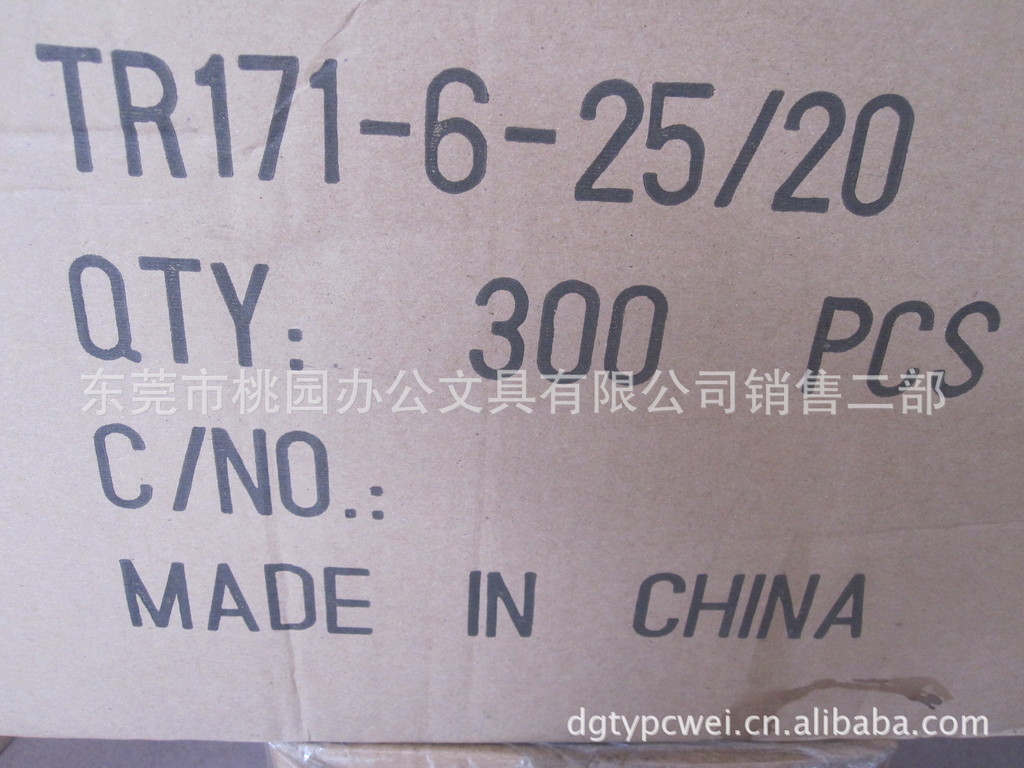 TR171-6-25/20
QTY: 300 PCS
东莞市桃园办公文具有限公司销售二部
C/NO.:
MADE IN CHINA
dgtypcwei.cn.alibaba.com